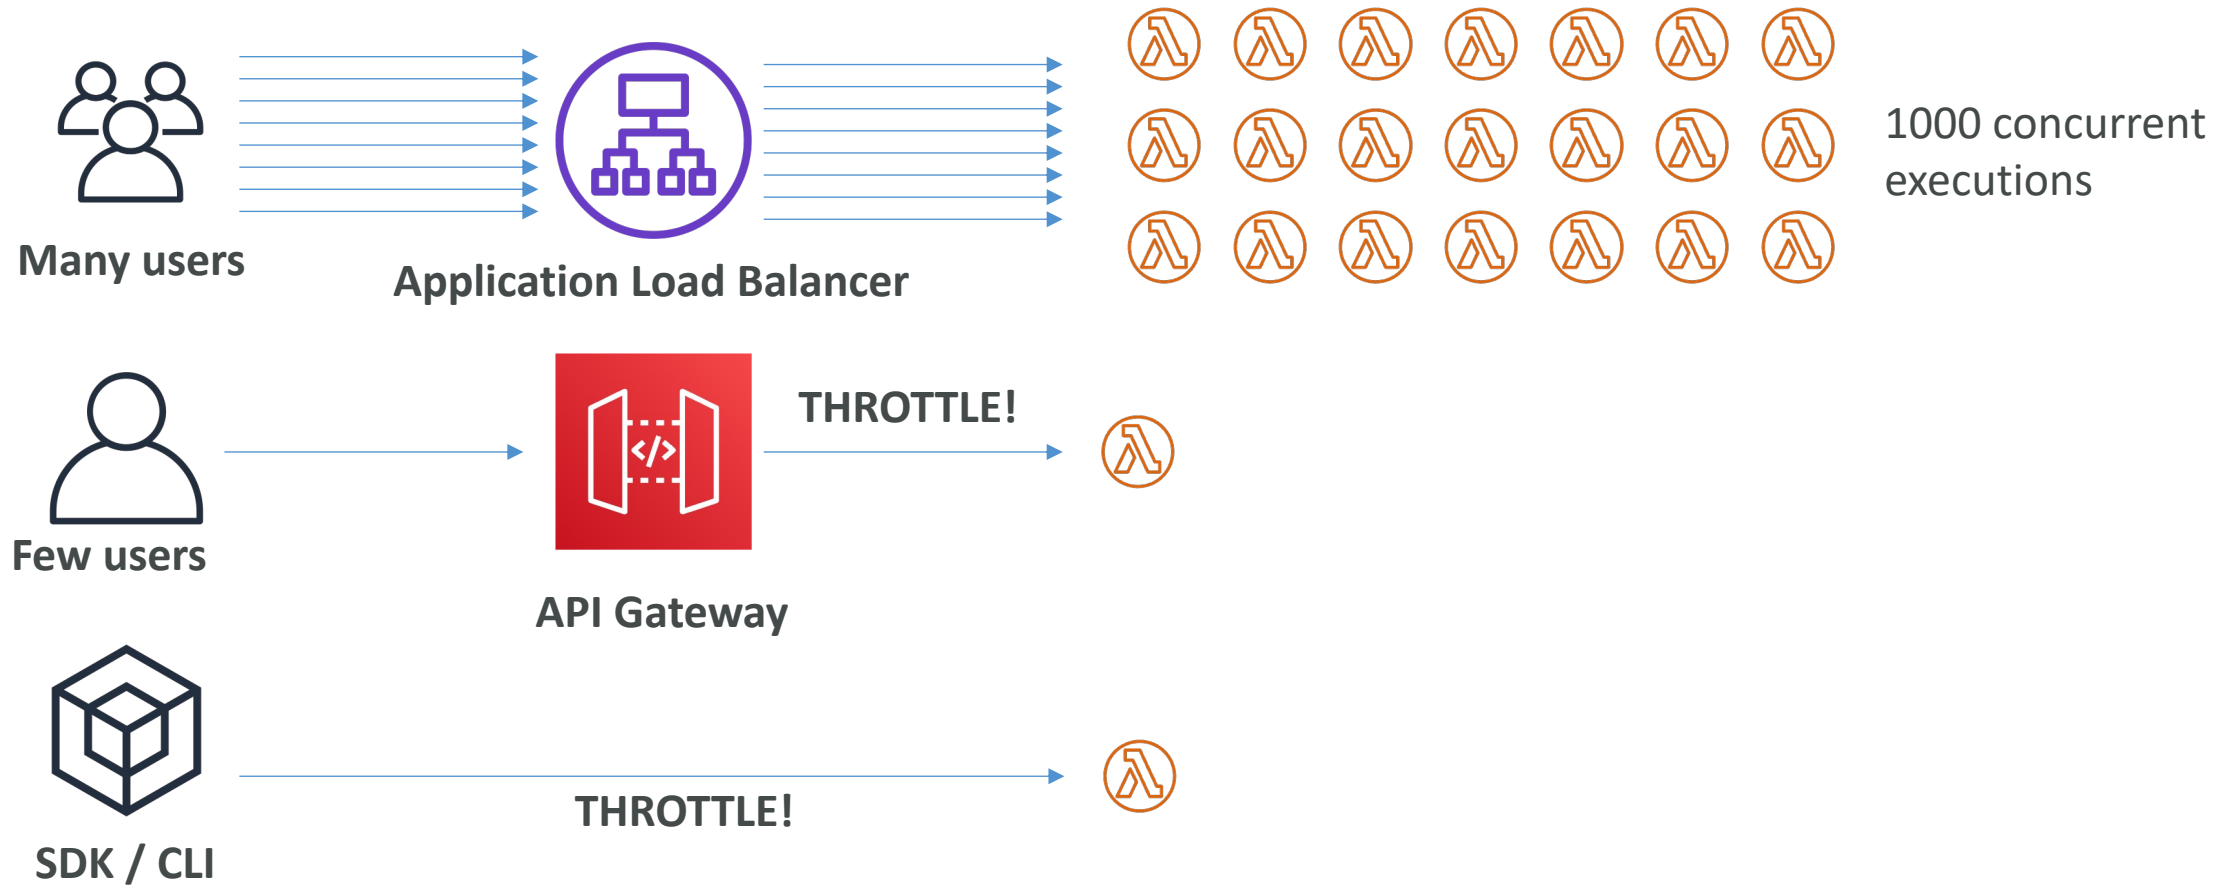 Many users
Application Load Balancer
1000 concurrent
executions
Few users
</>
THROTTLE!
API Gateway
THROTTLE!
SDK / CLI